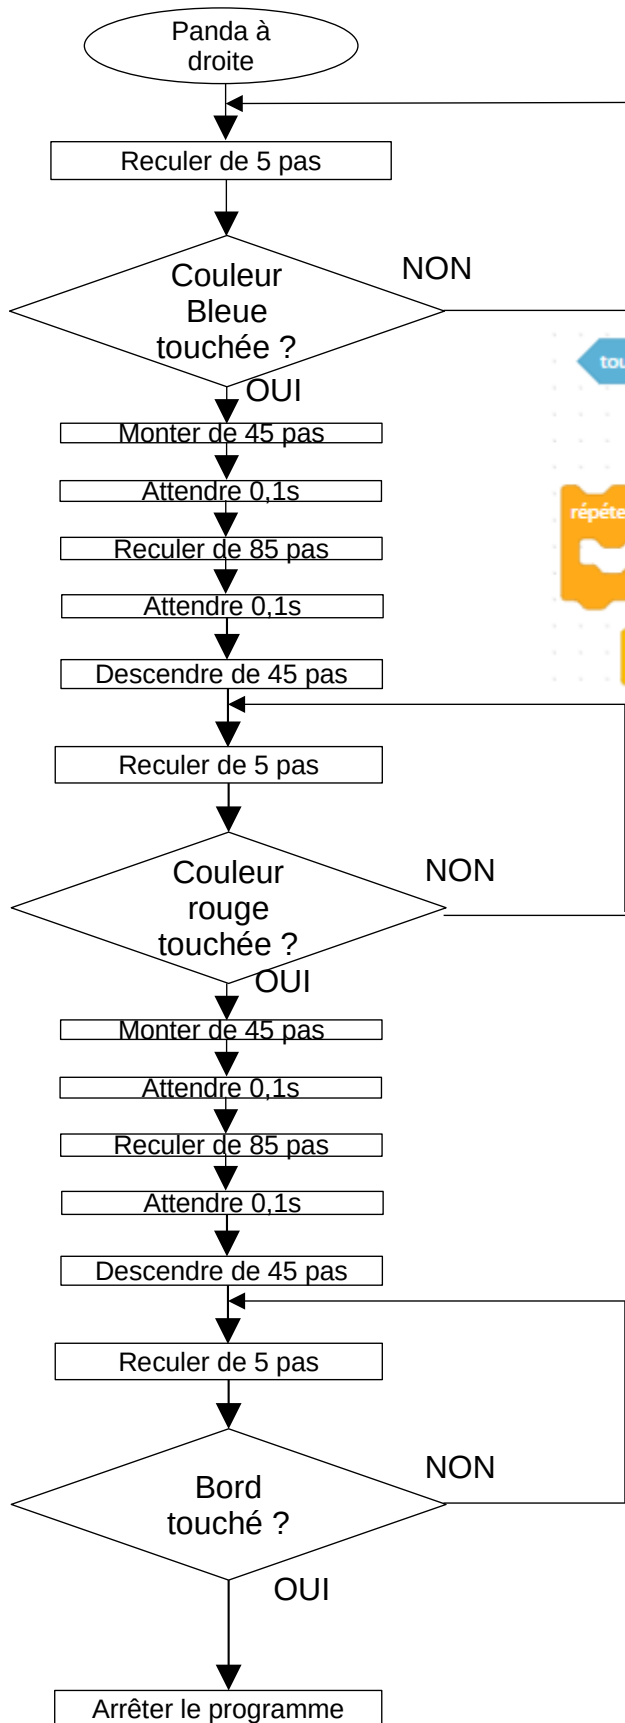 Panda à
droite
Reculer de 5 pas
Couleur
Bleue
touchée ?
NON
OUI
Monter de 45 pas
Attendre 0,1s
Reculer de 85 pas
Attendre 0,1s
Descendre de 45 pas
Reculer de 5 pas
Couleur
rouge
touchée ?
NON
OUI
Monter de 45 pas
Attendre 0,1s
Reculer de 85 pas
Attendre 0,1s
Descendre de 45 pas
Reculer de 5 pas
Bord
touché ?
NON
OUI
Arrêter le programme